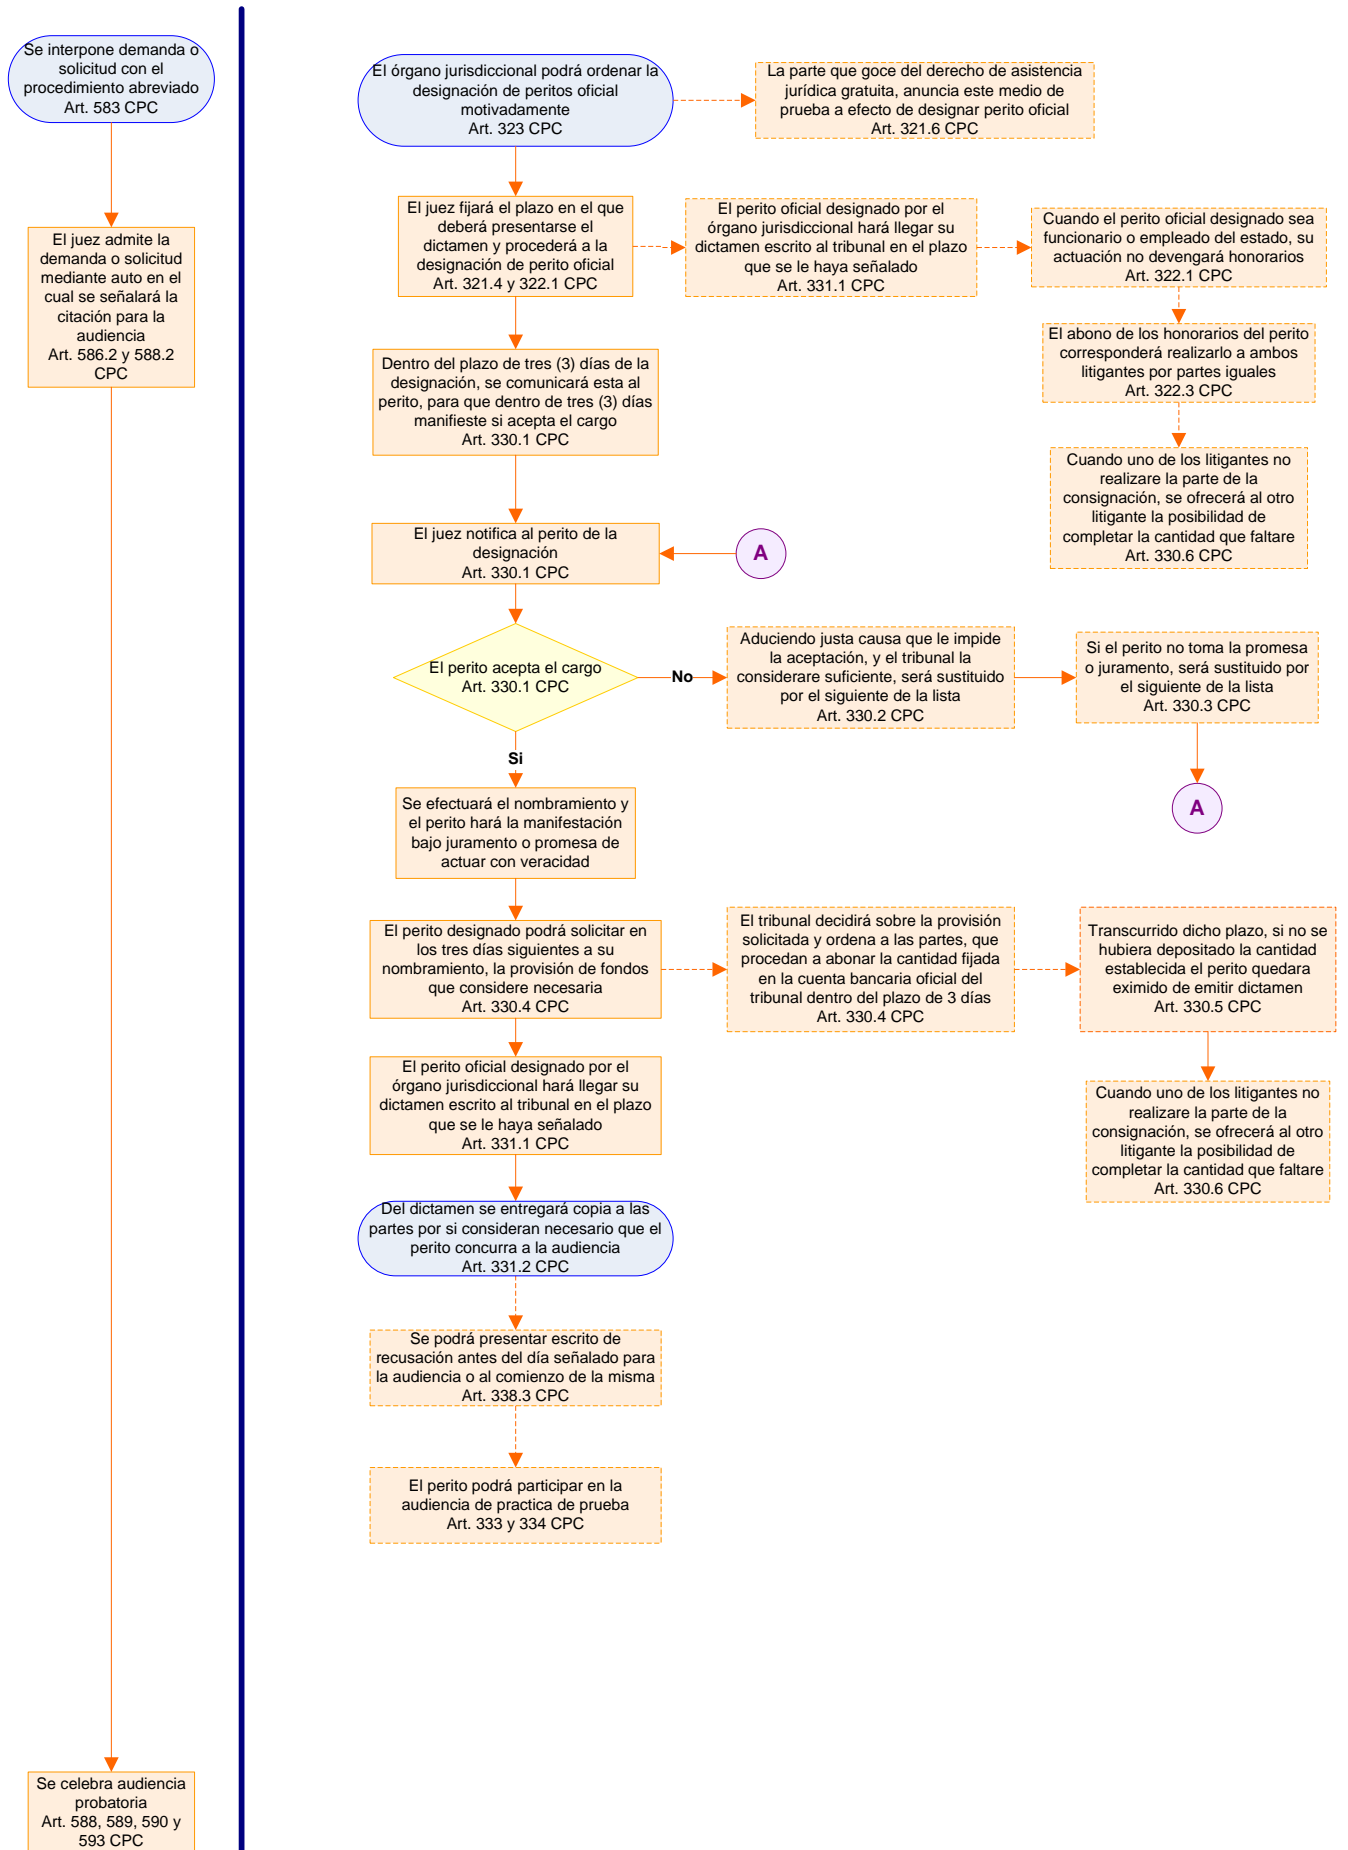 Se interpone demanda o
solicitud con el
procedimiento abreviado
Art. 583 CPC
El juez admite la
demanda o solicitud
mediante auto en el
cual se señalará la
citación para la
audiencia
Art. 586.2 y 588.2
CPC
Se celebra audiencia
probatoria
Art. 588, 589, 590 y
593 CPC
El órgano jurisdiccional podrá ordenar la
designación de peritos oficial
motivadamente
Art. 323 CPC
La parte que goce del derecho de asistencia
jurídica gratuita, anuncia este medio de
prueba a efecto de designar perito oficial
Art. 321.6 CPC
El juez fijará el plazo en el que
deberá presentarse el
dictamen y procederá a la
designación de perito oficial
Art. 321.4 y 322.1 CPC
El perito oficial designado por el
órgano jurisdiccional hará llegar su
dictamen escrito al tribunal en el plazo
que se le haya señalado
Art. 331.1 CPC
Cuando el perito oficial designado sea
funcionario o empleado del estado, su
actuación no devengará honorarios
Art. 322.1 CPC
El abono de los honorarios del perito
corresponderá realizarlo a ambos
litigantes por partes iguales
Art. 322.3 CPC
Cuando uno de los litigantes no
realizare la parte de la
consignación, se ofrecerá al otro
litigante la posibilidad de
completar la cantidad que faltare
Art. 330.6 CPC
Dentro del plazo de tres (3) días de la
designación, se comunicará esta al
perito, para que dentro de tres (3) días
manifieste si acepta el cargo
Art. 330.1 CPC
El juez notifica al perito de la
designación
Art. 330.1 CPC
A
El perito acepta el cargo
Art. 330.1 CPC
No
Aduciendo justa causa que le impide
la aceptación, y el tribunal la
considerare suficiente, será sustituido
por el siguiente de la lista
Art. 330.2 CPC
Si el perito no toma la promesa
o juramento, será sustituido por
el siguiente de la lista
Art. 330.3 CPC
A
Si
Se efectuará el nombramiento y
el perito hará la manifestación
bajo juramento o promesa de
actuar con veracidad
El perito designado podrá solicitar en
los tres días siguientes a su
nombramiento, la provisión de fondos
que considere necesaria
Art. 330.4 CPC
El tribunal decidirá sobre la provisión
solicitada y ordena a las partes, que
procedan a abonar la cantidad fijada
en la cuenta bancaria oficial del
tribunal dentro del plazo de 3 días
Art. 330.4 CPC
Transcurrido dicho plazo, si no se
hubiera depositado la cantidad
establecida el perito quedara
eximido de emitir dictamen
Art. 330.5 CPC
Cuando uno de los litigantes no
realizare la parte de la
consignación, se ofrecerá al otro
litigante la posibilidad de
completar la cantidad que faltare
Art. 330.6 CPC
El perito oficial designado por el
órgano jurisdiccional hará llegar su
dictamen escrito al tribunal en el plazo
que se le haya señalado
Art. 331.1 CPC
Del dictamen se entregará copia a las
partes por si consideran necesario que el
perito concurra a la audiencia
Art. 331.2 CPC
Se podrá presentar escrito de
recusación antes del día señalado para
la audiencia o al comienzo de la misma
Art. 338.3 CPC
El perito podrá participar en la
audiencia de practica de prueba
Art. 333 y 334 CPC